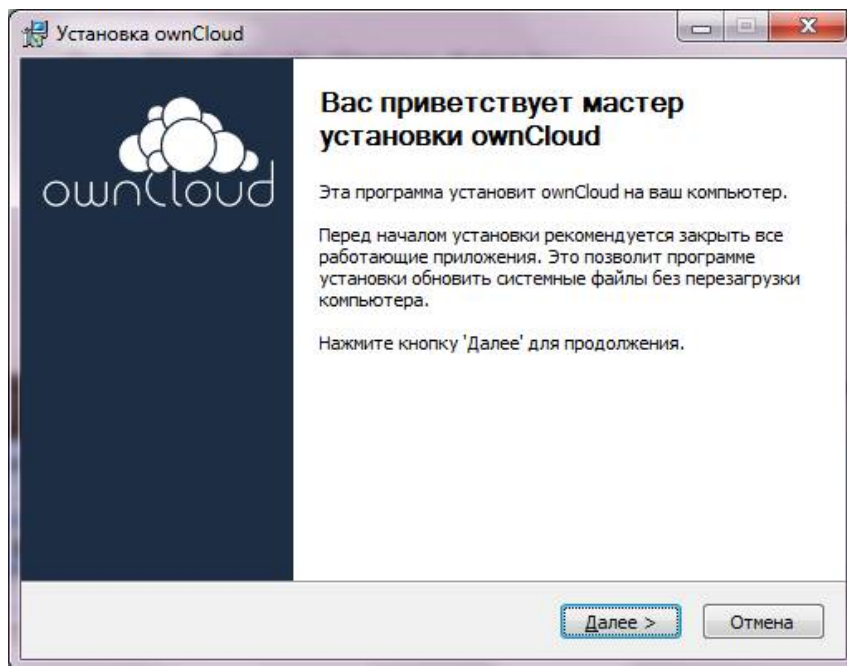 Установка ownCloud
ownCloud
Вас приветствует мастер
установки ownCloud
Эта программа установит ownCloud на ваш компьютер.
Перед началом установки рекомендуется закрыть все
работающие приложения. Это позволит программе
установки обновить системные файлы без перезагрузки
компьютера.
Нажмите кнопку 'Далее' для продолжения.
Далее >
Отмена